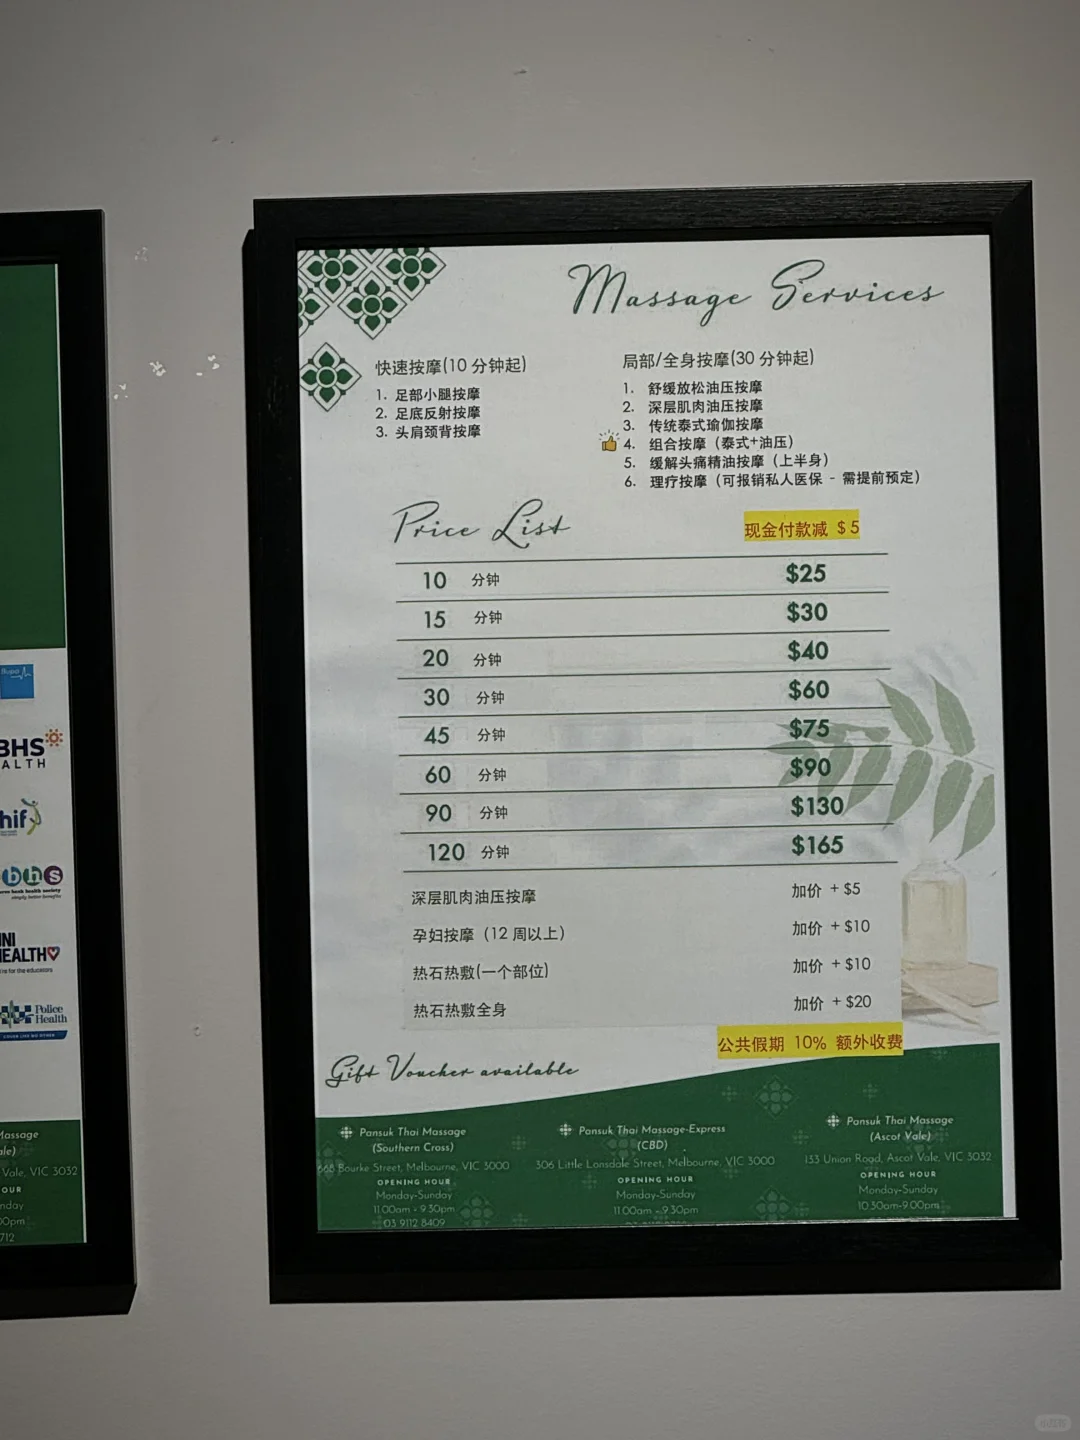 Massage Services
快速按摩(10 分钟起)
1. 足部小腿按摩
2. 足底反射按摩
3. 头肩颈背按摩
局部/全身按摩(30 分钟起)
1. 舒缓放松油压按摩
2. 深层肌肉油压按摩
3. 传统泰式瑜伽按摩
4. 组合按摩（泰式+油压）
5. 缓解头痛精油按摩（上半身）
6. 理疗按摩（可报销私人医保 - 需提前预定）
Price List
现金付款减 $5
10 分钟 $25
15 分钟 $30
20 分钟 $40
30 分钟 $60
45 分钟 $75
60 分钟 $90
90 分钟 $130
120 分钟 $165
深层肌肉油压按摩 加价 + $5
孕妇按摩（12 周以上） 加价 + $10
热石热敷(一个部位) 加价 + $10
热石热敷全身 加价 + $20
公共假期 10% 额外收费
Gift Voucher available
Pansuk Thai Massage
(Southern Cross)
Bourke Street, Melbourne, VIC 3000
OPENING HOUR
Monday-Sunday
11:00am - 9:30pm
03 9112 8409
Pansuk Thai Massage-Express
(CBD)
306 Little Lonsdale Street, Melbourne, VIC 3000
OPENING HOUR
Monday-Sunday
11:00am - 9:30pm
Pansuk Thai Massage
(Ascot Vale)
133 Union Road, Ascot Vale, VIC 3032
OPENING HOUR
Monday-Sunday
10:30am-9:00pm
BHS
ALTH
hif
bhs
NI
EALTH
Police
Health
Massage
ale)
Vale, VIC 3032
OUR
nday
00pm
712
小红书